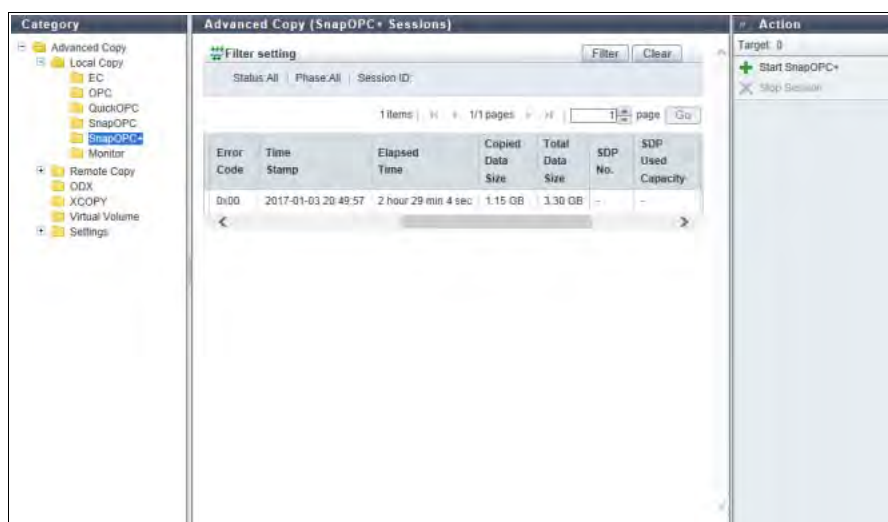 Category
Advanced Copy
Local Copy
EC
OPC
QuickOPC
SnapOPC
SnapOPC+
Monitor
Remote Copy
ODX
XCOPY
Virtual Volume
Settings
Advanced Copy (SnapOPC+ Sessions)
Filter setting
Filter
Clear
Status:All | Phase:All | Session ID:
1 items | 1/1 pages | 1 page Go
Error Code
Time Stamp
Elapsed Time
Copied Data Size
Total Data Size
SDP No.
SDP Used Capacity
0x00 2017-01-03 20:49:57 2 hour 29 min 4 sec 1.15 GB 3.30 GB - -
Action
Target: 0
Start SnapOPC+
Stop Session